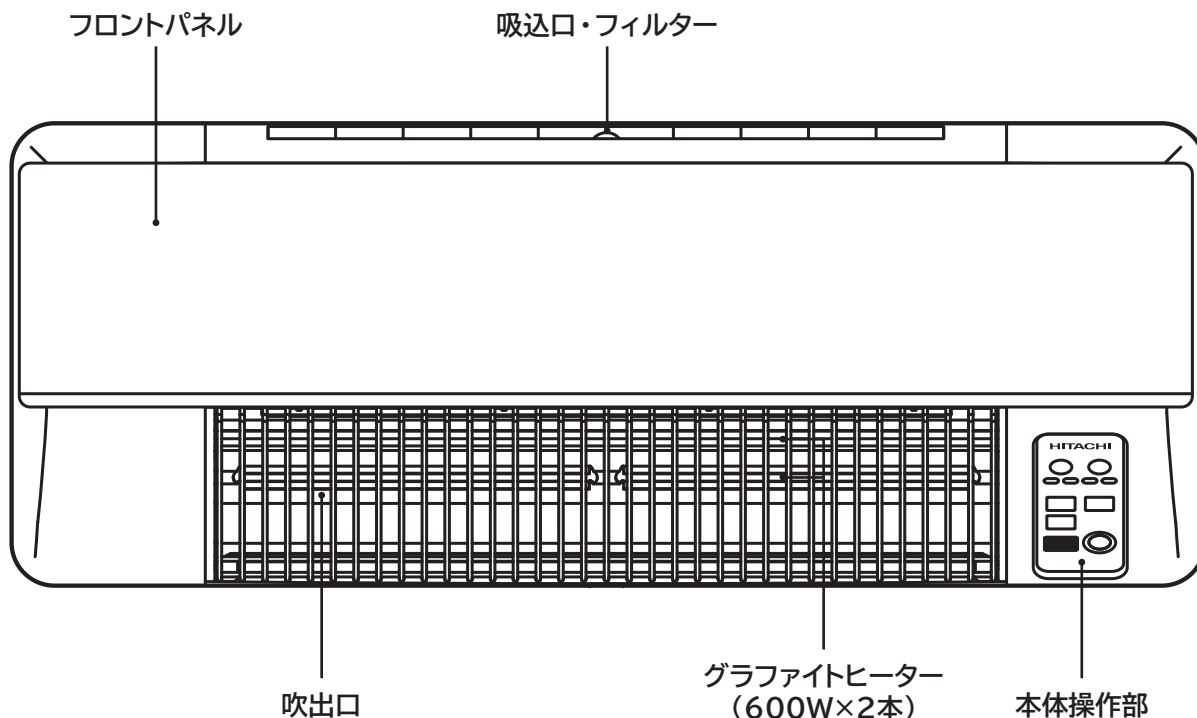 フロントパネル
吸込口・フィルター
HITACHI
吹出口
グラファイトヒーター
（600W×2本）
本体操作部